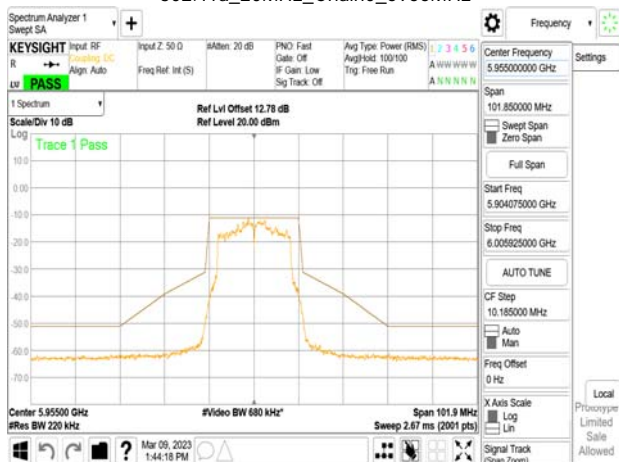 Spectrum Analyzer 1
Swept SA
Frequency
KEYSIGHT
Input: RF
Coupling: DC
Align: Auto
Input Z: 50 Ω
Freq Ref: Int (S)
#Atten: 20 dB
PNO: Fast
Gate: Off
IF Gain: Low
Sig Track: Off
Avg Type: Power (RMS)
Avg|Hold: 100/100
Trig: Free Run
1 2 3 4 5 6
A W W W W W
A N N N N N
R
LU
PASS
1 Spectrum
Scale/Div 10 dB
Ref Lvl Offset 12.78 dB
Ref Level 20.00 dBm
Log
Trace 1 Pass
10.0
0.00
-10.0
-20.0
-30.0
-40.0
-50.0
-60.0
-70.0
Center 5.95500 GHz
#Res BW 220 kHz
#Video BW 680 kHz*
Span 101.9 MHz
Sweep 2.67 ms (2001 pts)
Mar 09, 2023
1:44:18 PM
Center Frequency
5.955000000 GHz
Settings
Span
101.850000 MHz
Swept Span
Zero Span
Full Span
Start Freq
5.904075000 GHz
Stop Freq
6.005925000 GHz
AUTO TUNE
CF Step
10.185000 MHz
Auto
Man
Freq Offset
0 Hz
X Axis Scale
Log
Lin
Signal Track
(Span Zoom)
Local
Prototype
Limited
Sale
Allowed